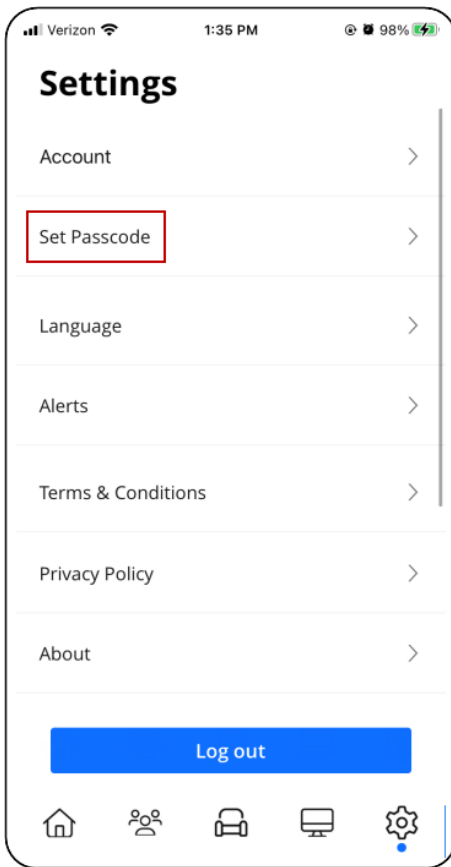 Verizon 1:35 PM 98%
Settings
Account
Set Passcode
Language
Alerts
Terms & Conditions
Privacy Policy
About
Log out